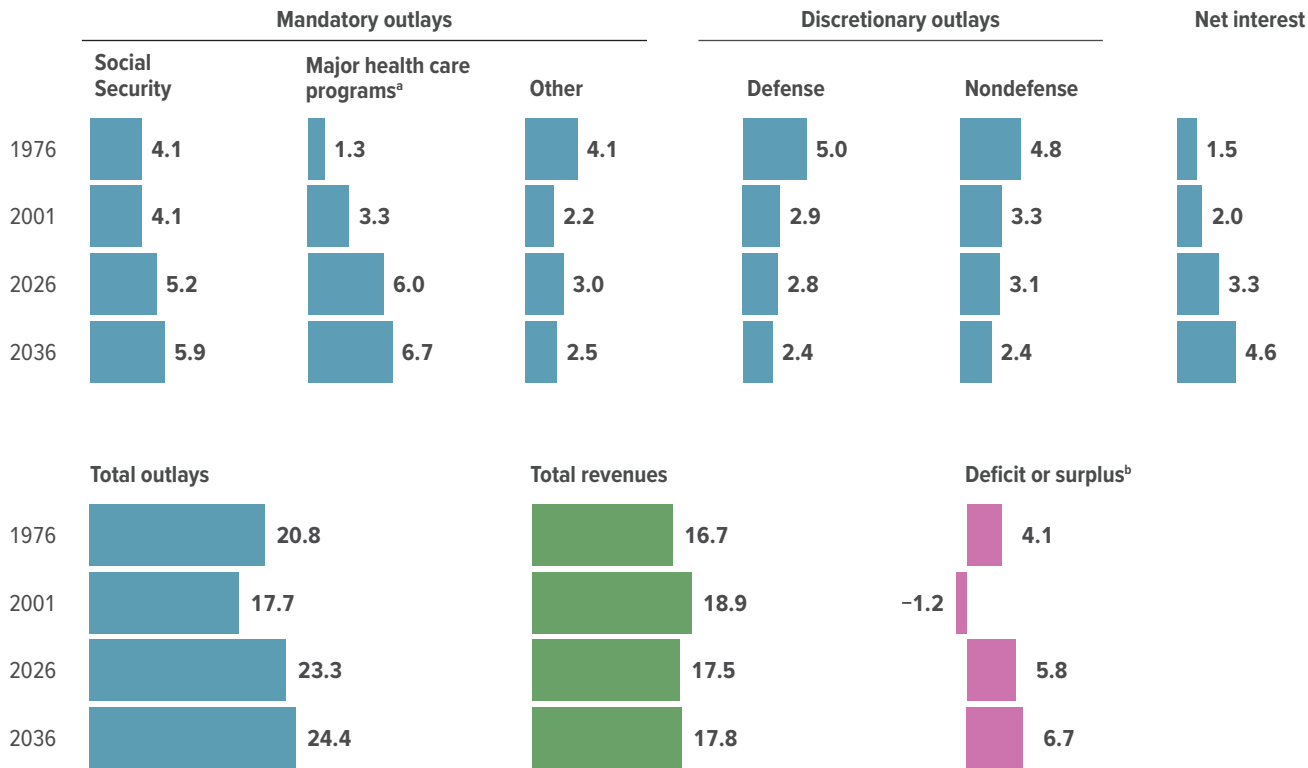 Mandatory outlays Discretionary outlays Net interest
Social Security Major health care programsᵃ Other Defense Nondefense
1976 4.1 1.3 4.1 5.0 4.8 1.5
2001 4.1 3.3 2.2 2.9 3.3 2.0
2026 5.2 6.0 3.0 2.8 3.1 3.3
2036 5.9 6.7 2.5 2.4 2.4 4.6
Total outlays Total revenues Deficit or surplusᵇ
1976 20.8 16.7 4.1
2001 17.7 18.9 −1.2
2026 23.3 17.5 5.8
2036 24.4 17.8 6.7